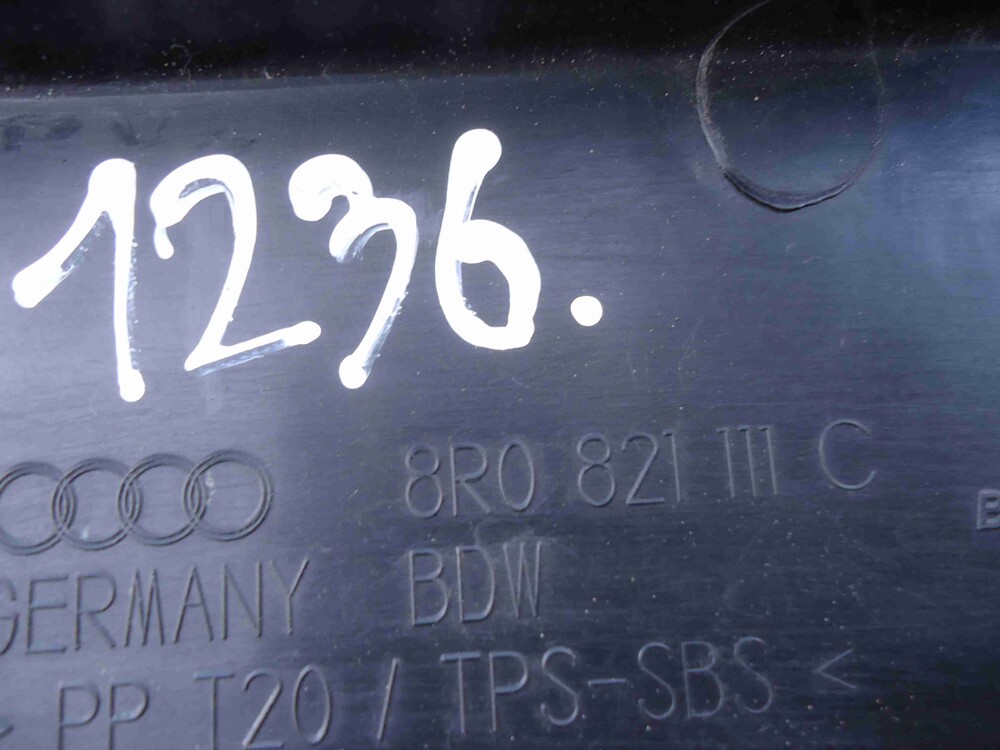 1236.
8R0 821 111 C
GERMANY BDW
> PP T20 / TPS-SBS <